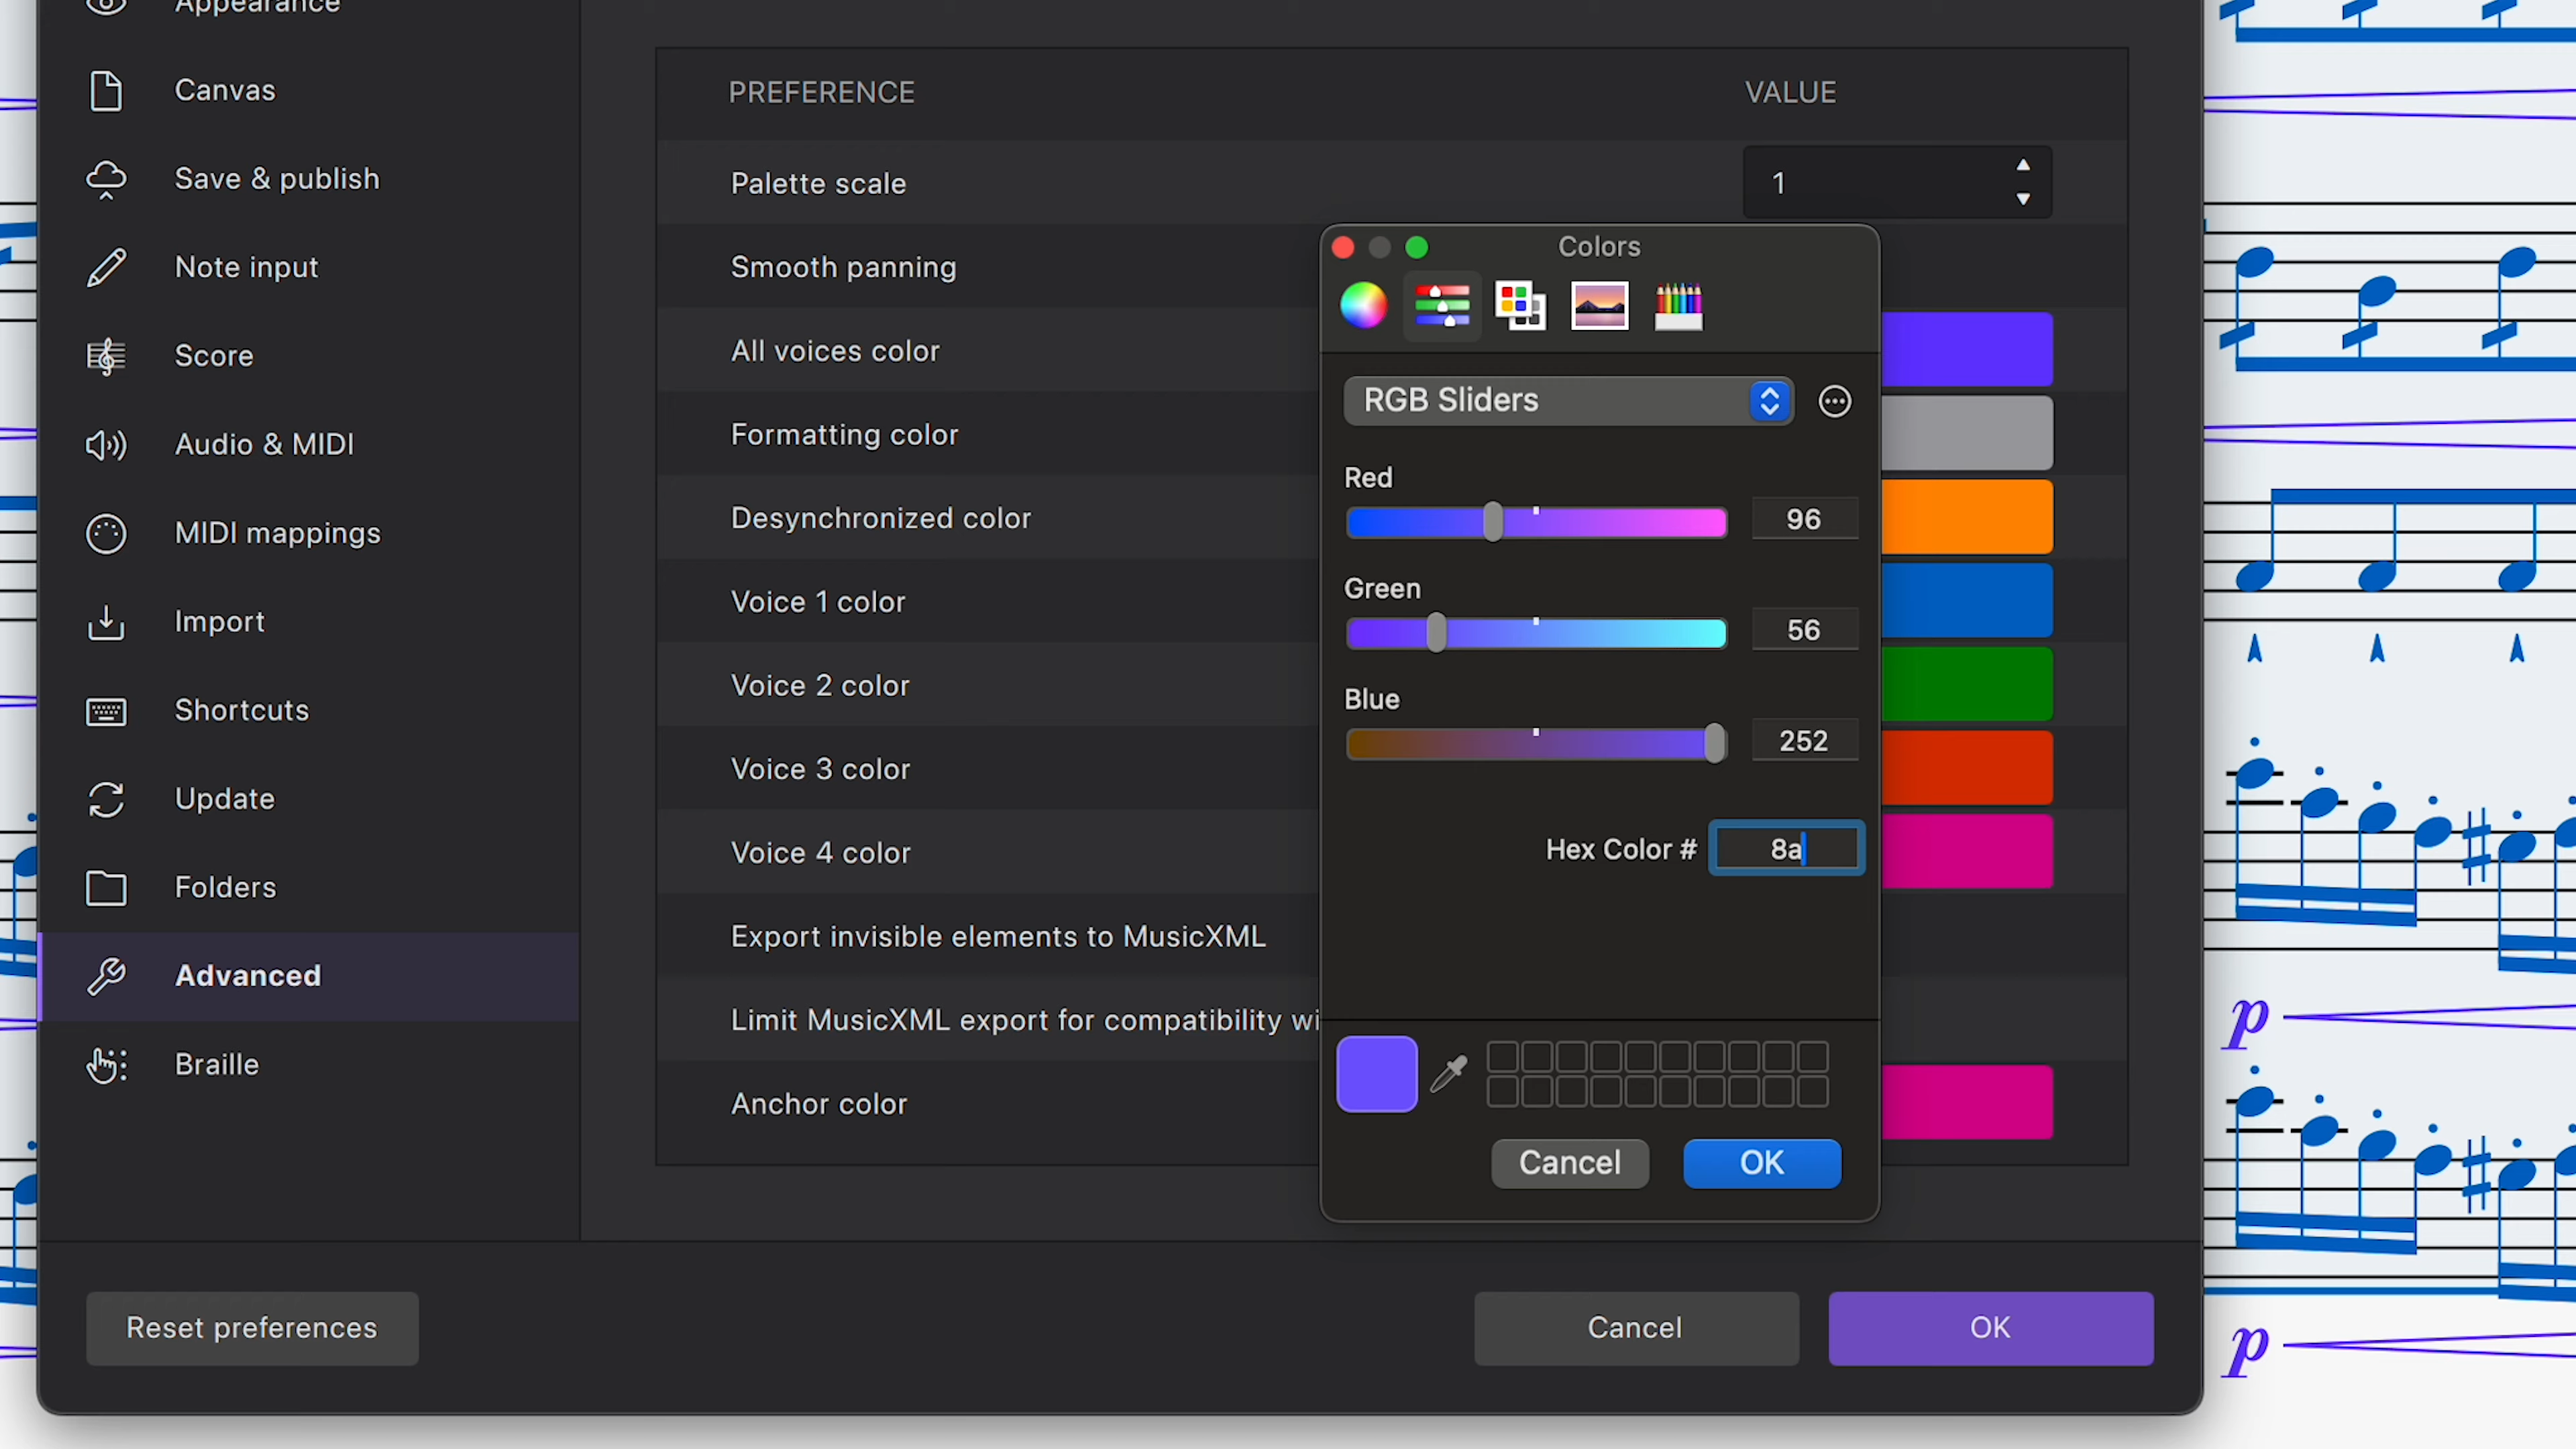 Appearance
Canvas
Save & publish
Note input
Score
Audio & MIDI
MIDI mappings
Import
Shortcuts
Update
Folders
Advanced
Braille
PREFERENCE VALUE
Palette scale 1
Smooth panning
All voices color
Formatting color
Desynchronized color
Voice 1 color
Voice 2 color
Voice 3 color
Voice 4 color
Export invisible elements to MusicXML
Limit MusicXML export for compatibility wi
Anchor color
Colors
RGB Sliders
Red
96
Green
56
Blue
252
Hex Color # 8a
Cancel OK
Reset preferences Cancel OK
p
p